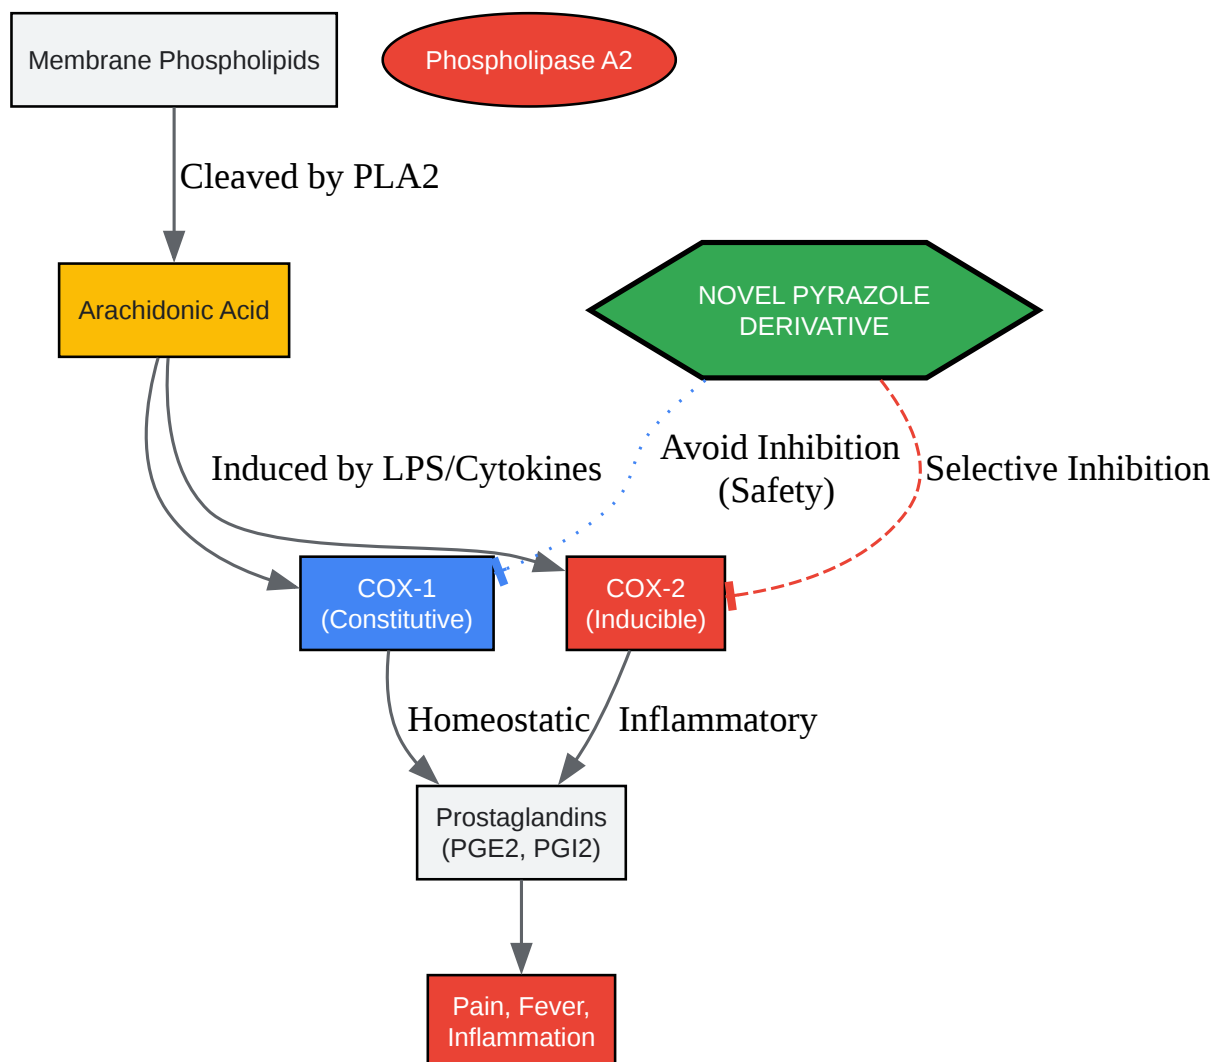 Membrane Phospholipids
Phospholipase A2
Cleaved by PLA2
Arachidonic Acid
NOVEL PYRAZOLE
DERIVATIVE
Induced by LPS/Cytokines
Avoid Inhibition
(Safety)
Selective Inhibition
COX-1
(Constitutive)
COX-2
(Inducible)
Homeostatic
Inflammatory
Prostaglandins
(PGE2, PGI2)
Pain, Fever,
Inflammation